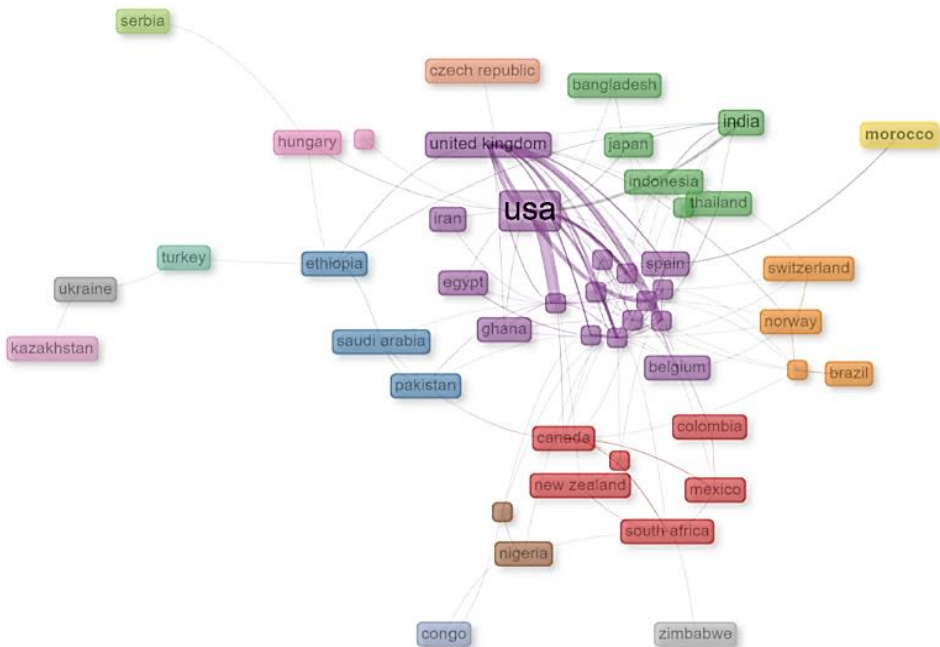 serbia
czech republic
bangladesh
india
morocco
hungary
united kingdom
japan
indonesia
thailand
usa
iran
turkey
ethiopia
spain
switzerland
ukraine
egypt
norway
ghana
kazakhstan
saudi arabia
belgium
brazil
pakistan
colombia
canada
new zealand
mexico
south africa
nigeria
congo
zimbabwe